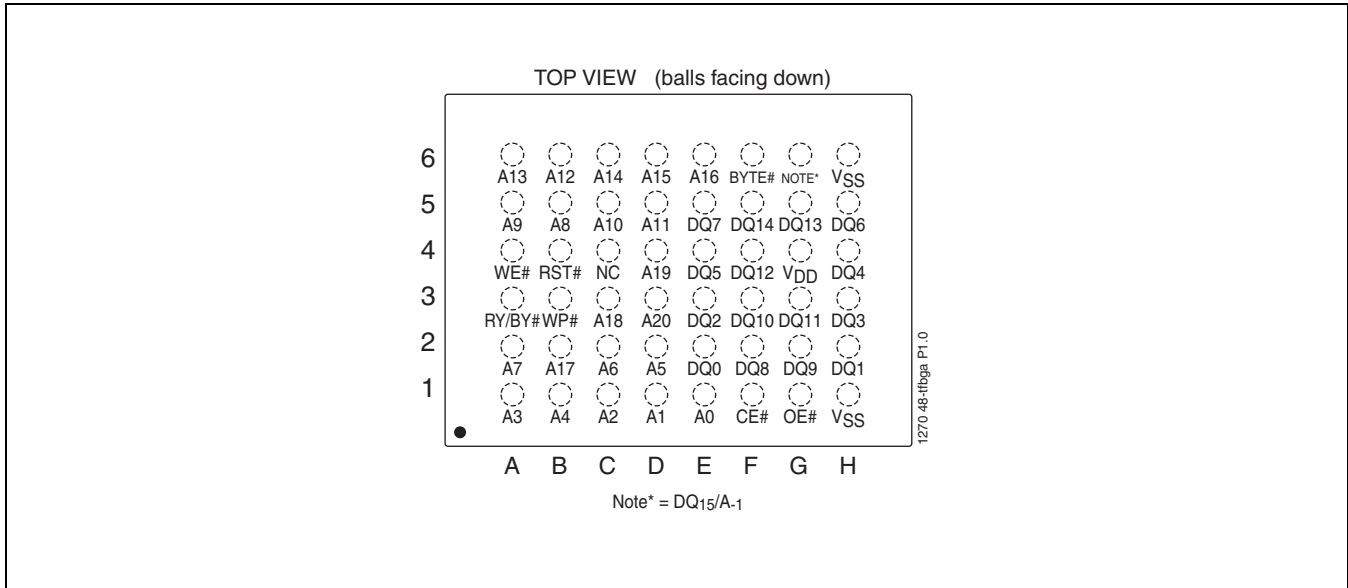 TOP VIEW (balls facing down)
6
A13 A12 A14 A15 A16 BYTE# NOTE* VSS
5
A9 A8 A10 A11 DQ7 DQ14 DQ13 DQ6
4
WE# RST# NC A19 DQ5 DQ12 VDD DQ4
3
RY/BY# WP# A18 A20 DQ2 DQ10 DQ11 DQ3
2
A7 A17 A6 A5 DQ0 DQ8 DQ9 DQ1
1
A3 A4 A2 A1 A0 CE# OE# VSS
A B C D E F G H
1270 48-tfbga P1.0
Note* = DQ15/A-1